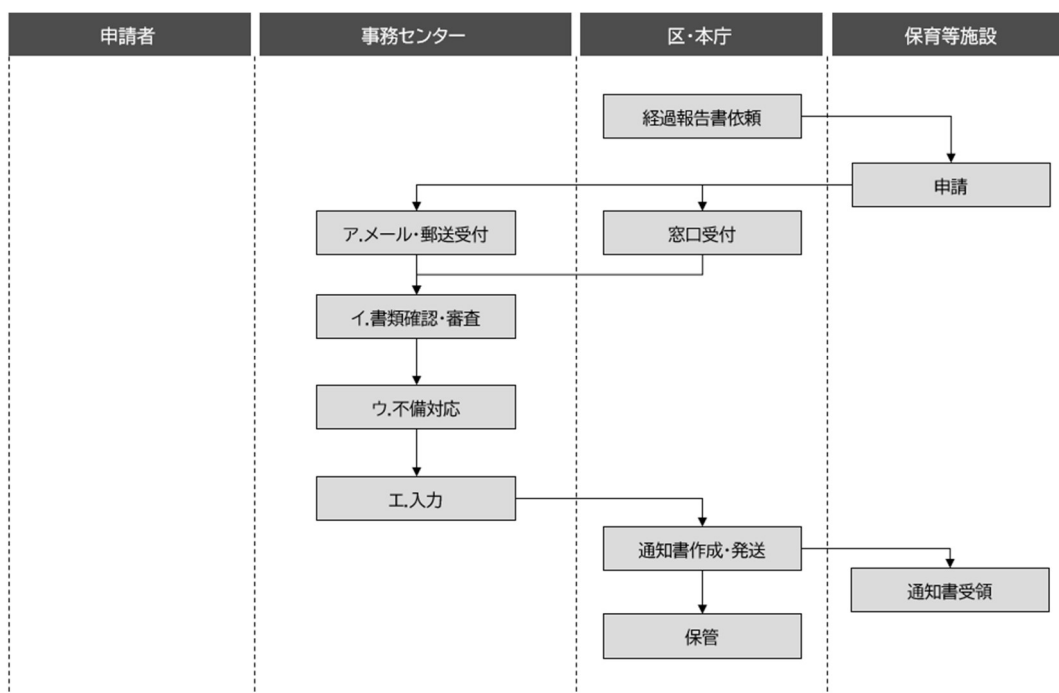 申請者
事務センター
区・本庁
保育等施設
経過報告書依頼
申請
ア.メール・郵送受付
窓口受付
イ.書類確認・審査
ウ.不備対応
エ.入力
通知書作成・発送
通知書受領
保管